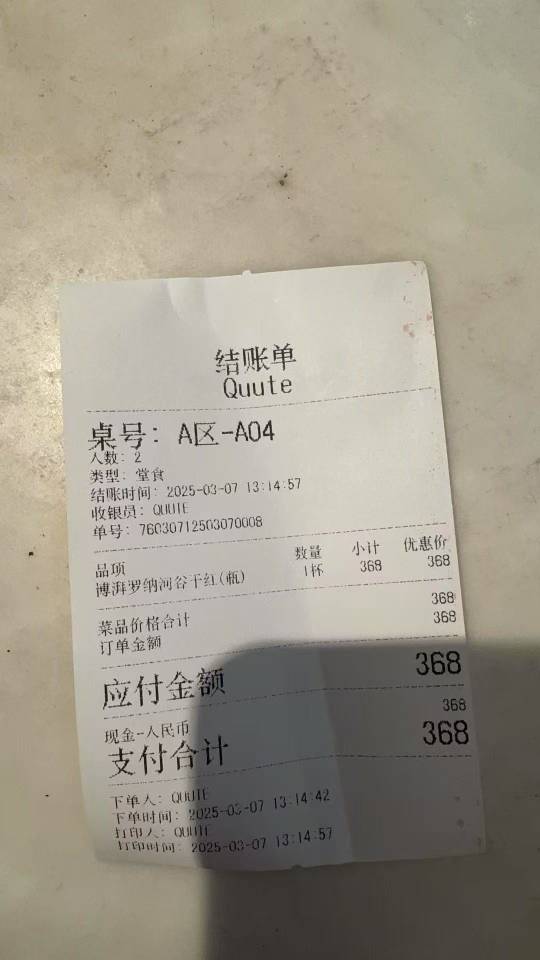 结账单
Quute
桌号: A区-A04
人数: 2
类型: 堂食
结账时间: 2025-03-07 13:14:57
收银员: QUUTE
单号: 76030712503070008
品项 数量 小计 优惠价
博湃罗纳河谷干红(瓶) 1杯 368 368
菜品价格合计 368
订单金额 368
应付金额 368
现金-人民币 368
支付合计 368
下单人: QUUTE
下单时间: 2025-03-07 13:14:42
打印人: QUUTE
打印时间: 2025-03-07 13:14:57